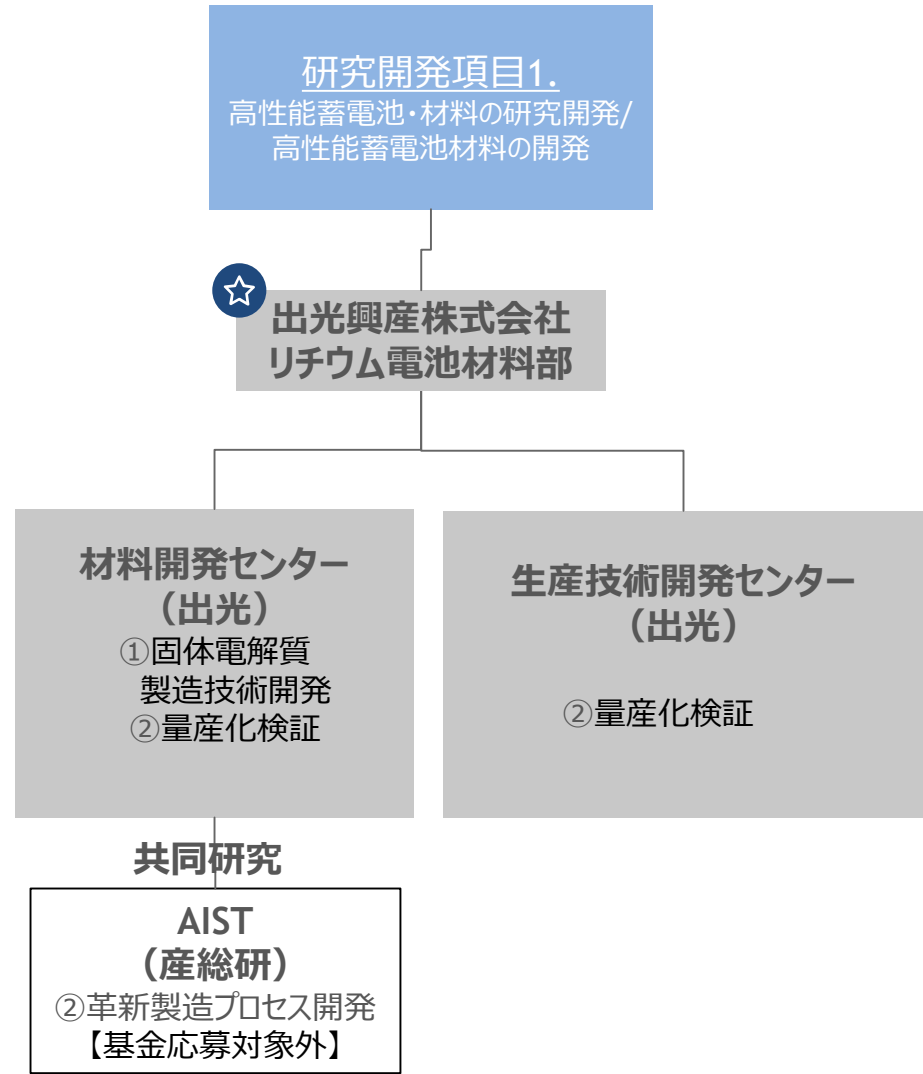 研究開発項目1.
高性能蓄電池・材料の研究開発/
高性能蓄電池材料の開発
出光興産株式会社
リチウム電池材料部
材料開発センター
（出光）
①固体電解質
製造技術開発
②量産化検証
生産技術開発センター
（出光）
②量産化検証
共同研究
AIST
（産総研）
②革新製造プロセス開発
【基金応募対象外】